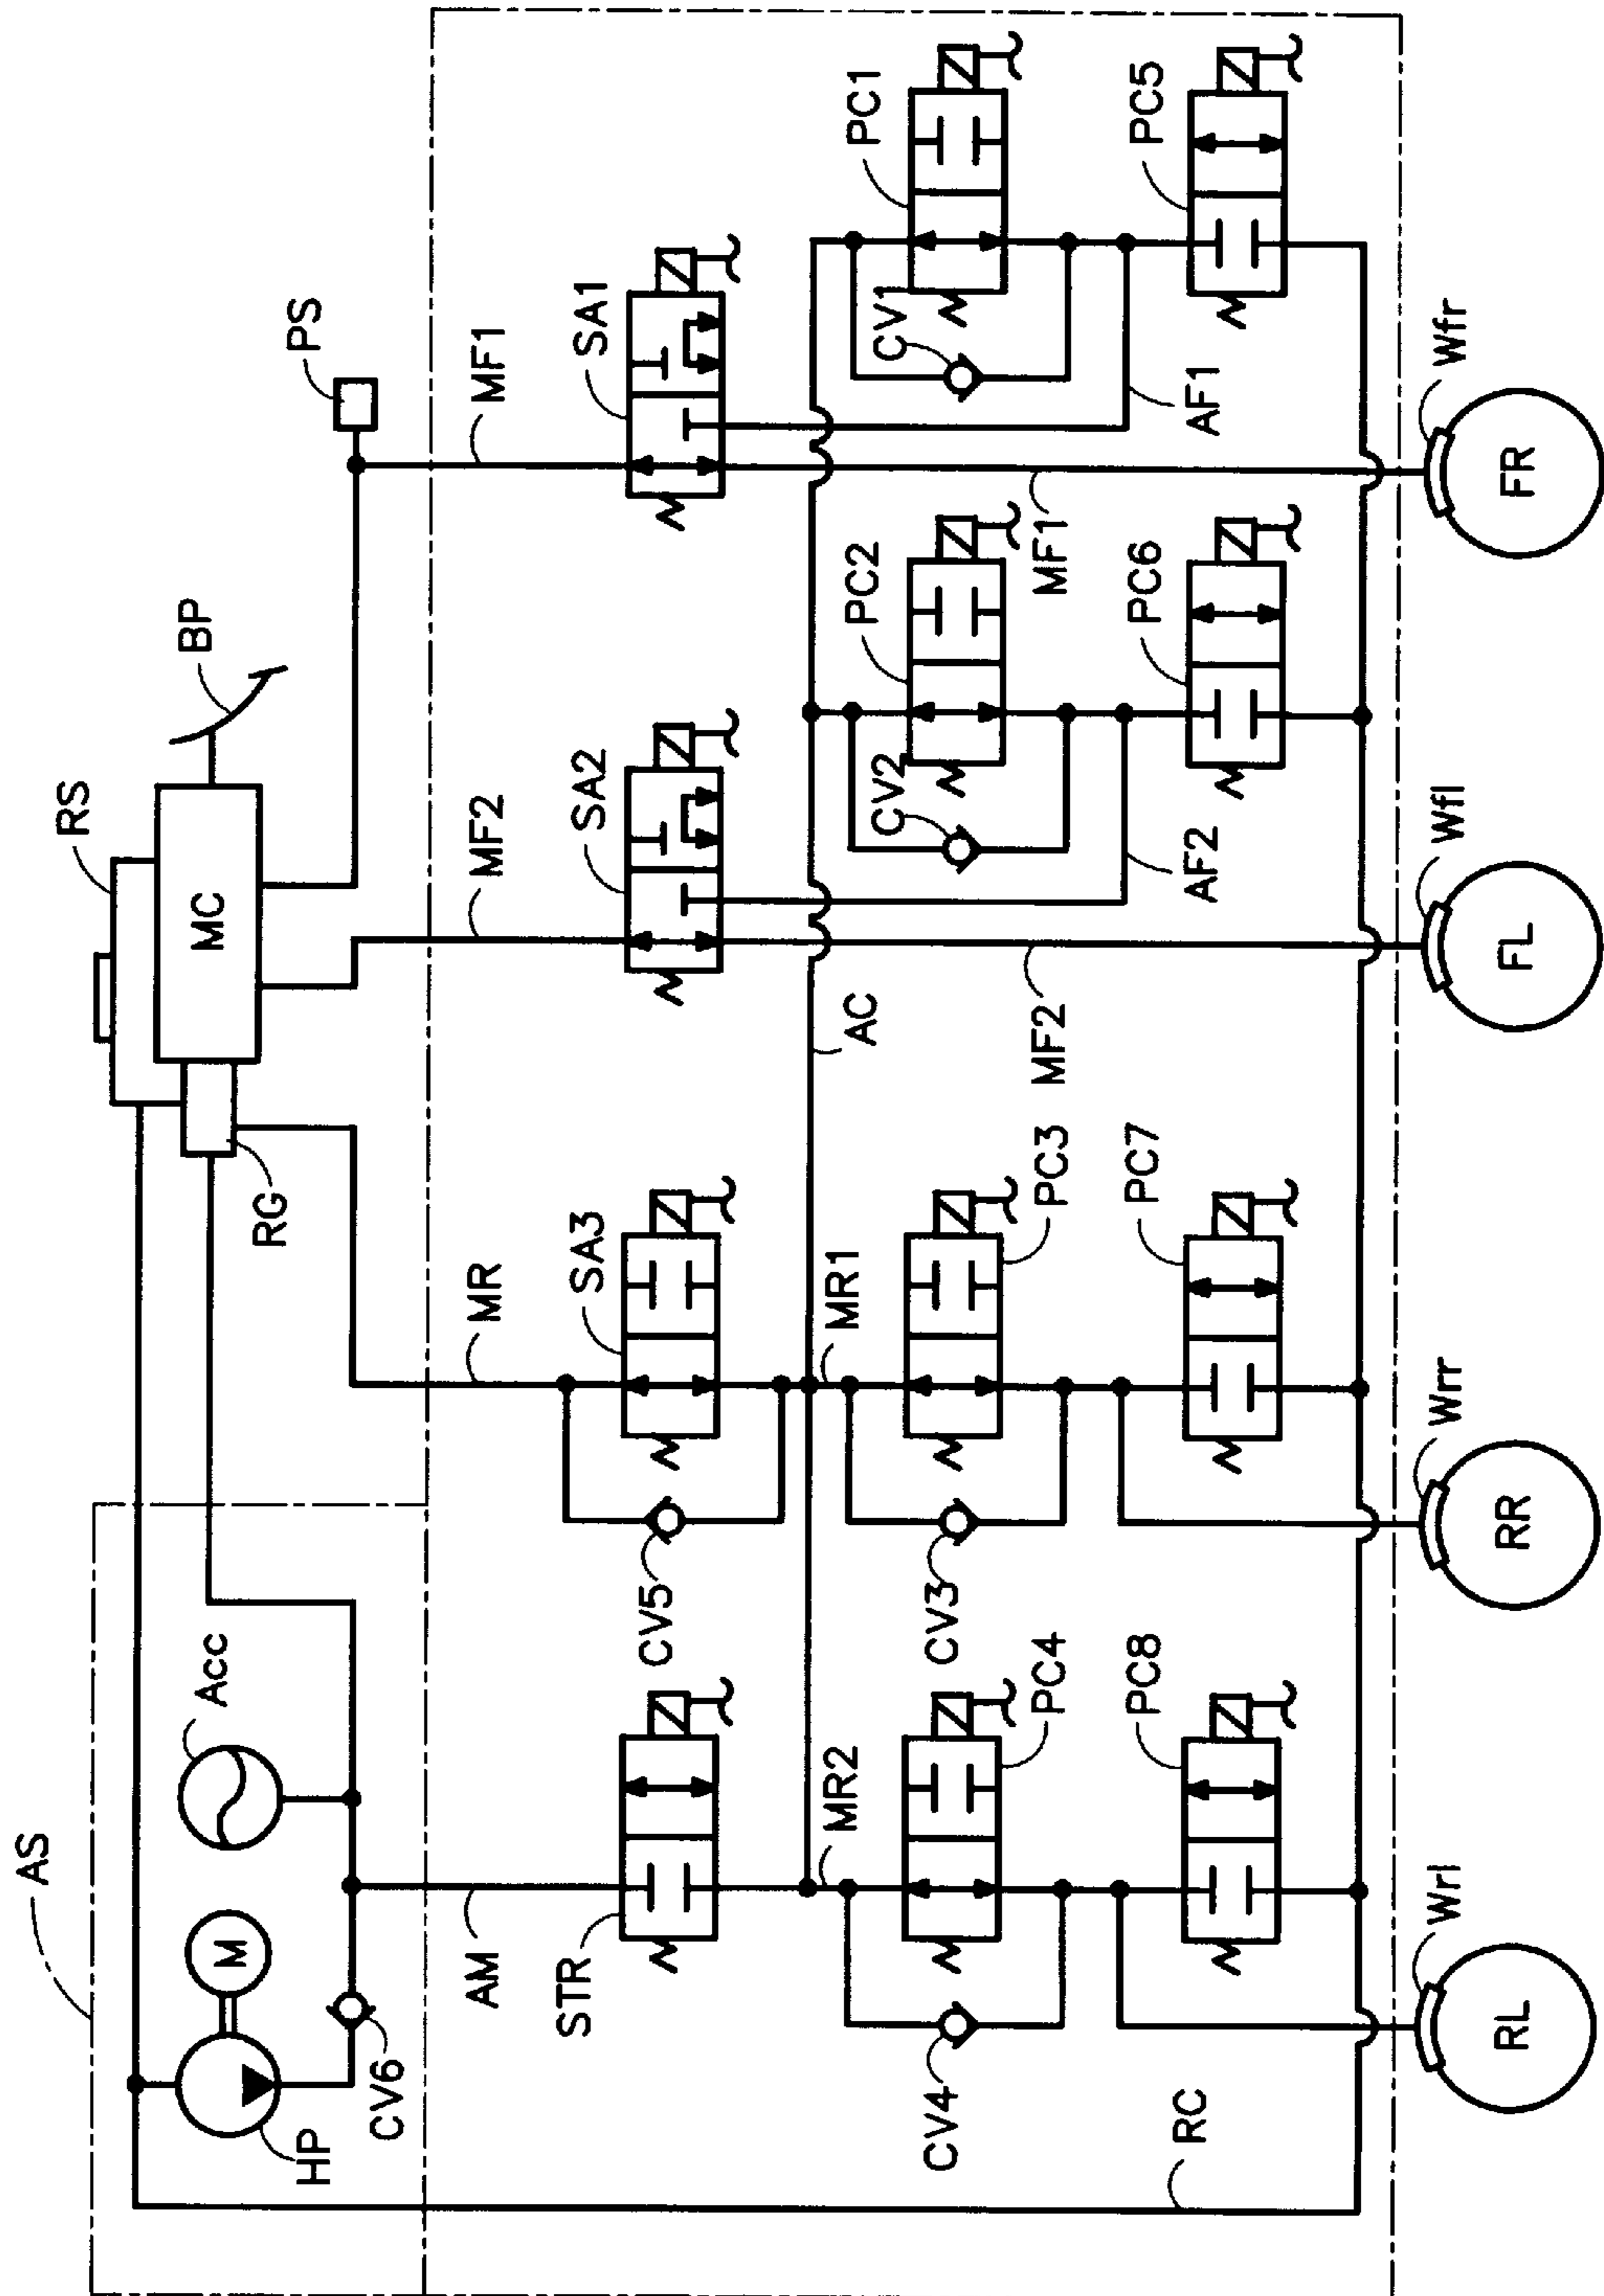 AS
HP
M
CV6
Acc
RS
MC
BP
RG
PS
AM
MR
MF2
MF1
STR
SA3
SA2
SA1
CV5
AC
MR2
MR1
CV4
PC4
CV3
PC3
CV2
PC2
CV1
PC1
MF2
MF1
RC
PC8
PC7
AF2
PC6
AF1
PC5
Wrl
Wrr
Wfl
Wfr
RL
RR
FL
FR